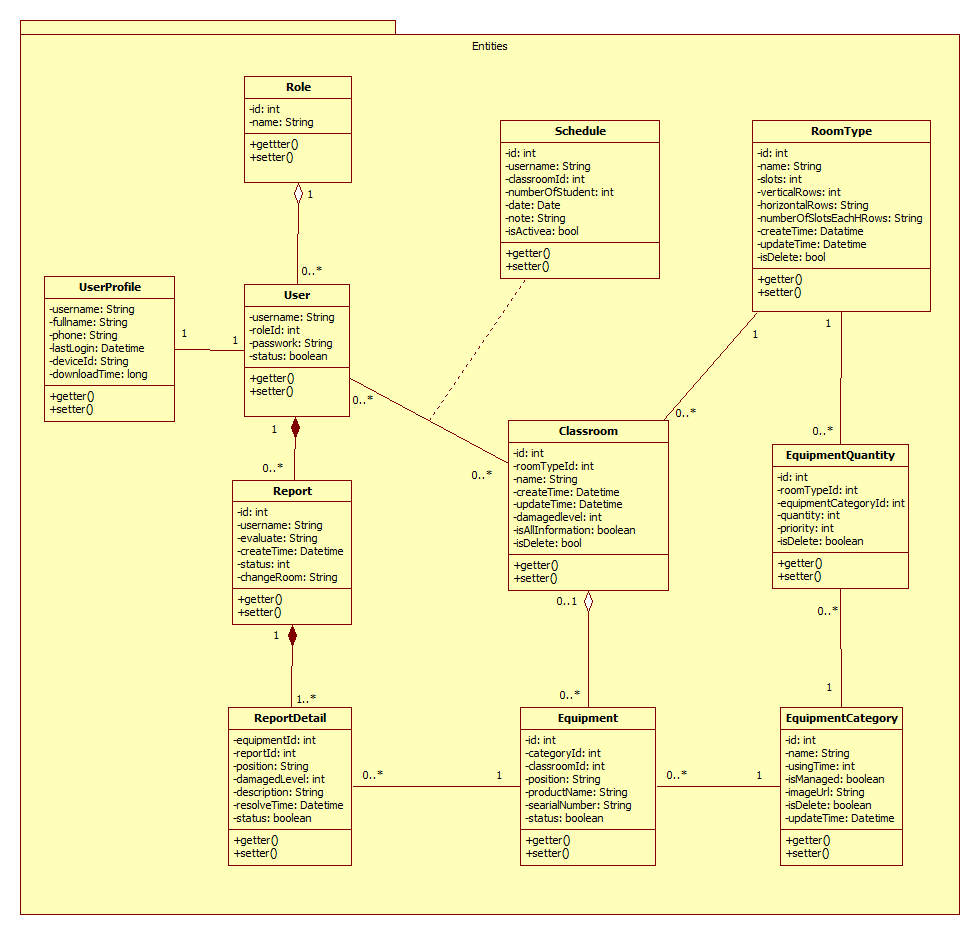 Entities
Role
-id: int
-name: String
+gettter()
+setter()
1
0..*
Schedule
-id: int
-username: String
-classroomId: int
-numberOfStudent: int
-date: Date
-note: String
-isActivea: bool
+getter()
+setter()
RoomType
-id: int
-name: String
-slots: int
-verticalRows: int
-horizontalRows: String
-numberOfSlotsEachHRows: String
-createTime: Datatime
-updateTime: Datetime
-isDelete: bool
+getter()
+setter()
1
0..*
1
0..*
UserProfile
-username: String
-fullname: String
-phone: String
-lastLogin: Datetime
-deviceId: String
-downloadTime: long
+getter()
+setter()
1
1
User
-username: String
-roleId: int
-passwork: String
-status: boolean
+getter()
+setter()
0..*
0..*
1
0..*
Classroom
-id: int
-roomTypeId: int
-name: String
-createTime: Datetime
-updateTime: Datetime
-damagedlevel: int
-isAllInformation: boolean
-isDelete: bool
+getter()
+setter()
0..1
0..*
EquipmentQuantity
-id: int
-roomTypeId: int
-equipmentCategoryId: int
-quantity: int
-priority: int
-isDelete: boolean
+getter()
+setter()
0..*
1
Report
-id: int
-username: String
-evaluate: String
-createTime: Datetime
-status: int
-changeRoom: String
+getter()
+setter()
1
1..*
ReportDetail
-equipmentId: int
-reportId: int
-position: String
-damagedLevel: int
-description: String
-resolveTime: Datetime
-status: boolean
+getter()
+setter()
0..*
1
Equipment
-id: int
-categoryId: int
-classroomId: int
-position: String
-productName: String
-searialNumber: String
-status: boolean
+getter()
+setter()
0..*
1
EquipmentCategory
-id: int
-name: String
-usingTime: int
-isManaged: boolean
-imageUrl: String
-isDelete: boolean
-updateTime: Datetime
+getter()
+setter()